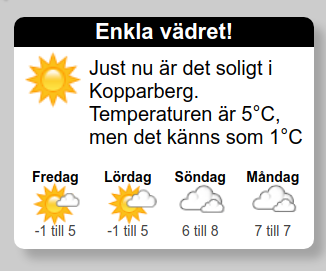 Enkla vädret!
Just nu är det soligt i
Kopparberg.
Temperaturen är 5°C,
men det känns som 1°C
Fredag Lördag Söndag Måndag
-1 till 5 -1 till 5 6 till 8 7 till 7